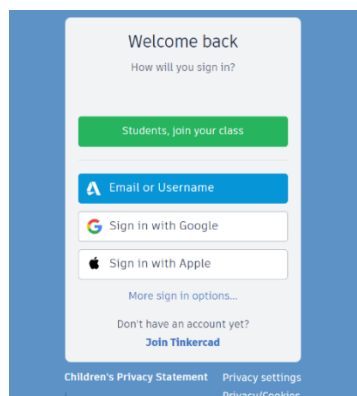 Welcome back
How will you sign in?
Students, join your class
Email or Username
Sign in with Google
Sign in with Apple
More sign in options...
Don't have an account yet?
Join Tinkercad
Children's Privacy Statement Privacy settings
Privacy/Cookies